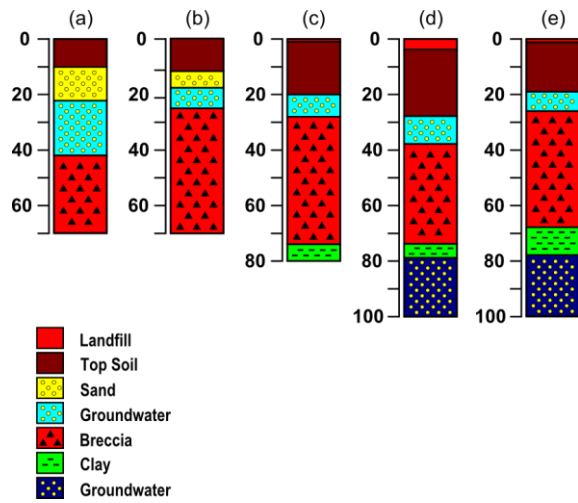 (a) (b) (c) (d) (e)
0 0 0 0 0
20 20 20 20 20
40 40 40 40 40
60 60 60 60 60
80 80 80
100 100
Landfill
Top Soil
Sand
Groundwater
Breccia
Clay
Groundwater